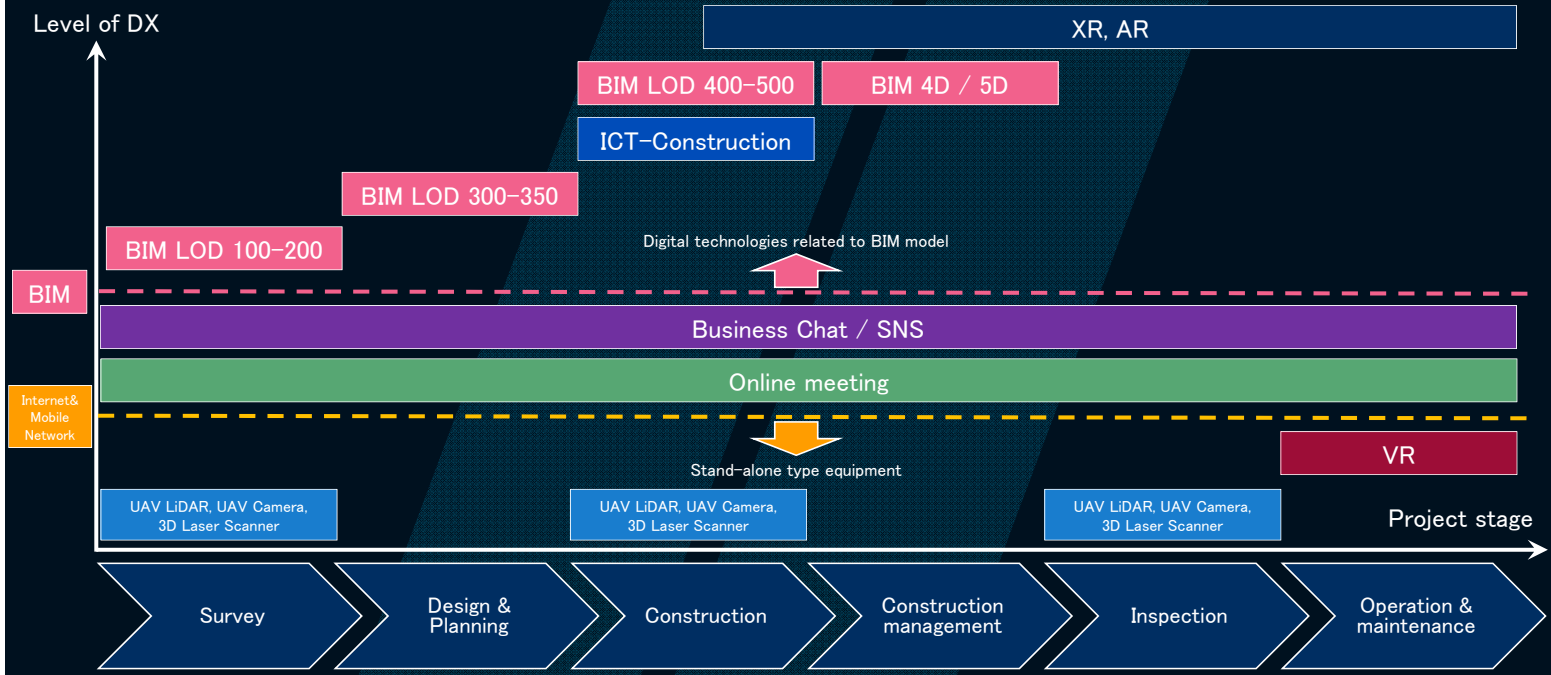 Level of DX
XR, AR
BIM LOD 400-500
BIM 4D / 5D
ICT-Construction
BIM LOD 300-350
BIM LOD 100-200
Digital technologies related to BIM model
BIM
Business Chat / SNS
Online meeting
Internet&
Mobile
Network
VR
Stand-alone type equipment
UAV LiDAR, UAV Camera,
3D Laser Scanner
UAV LiDAR, UAV Camera,
3D Laser Scanner
UAV LiDAR, UAV Camera,
3D Laser Scanner
Project stage
Survey
Design &
Planning
Construction
Construction
management
Inspection
Operation &
maintenance